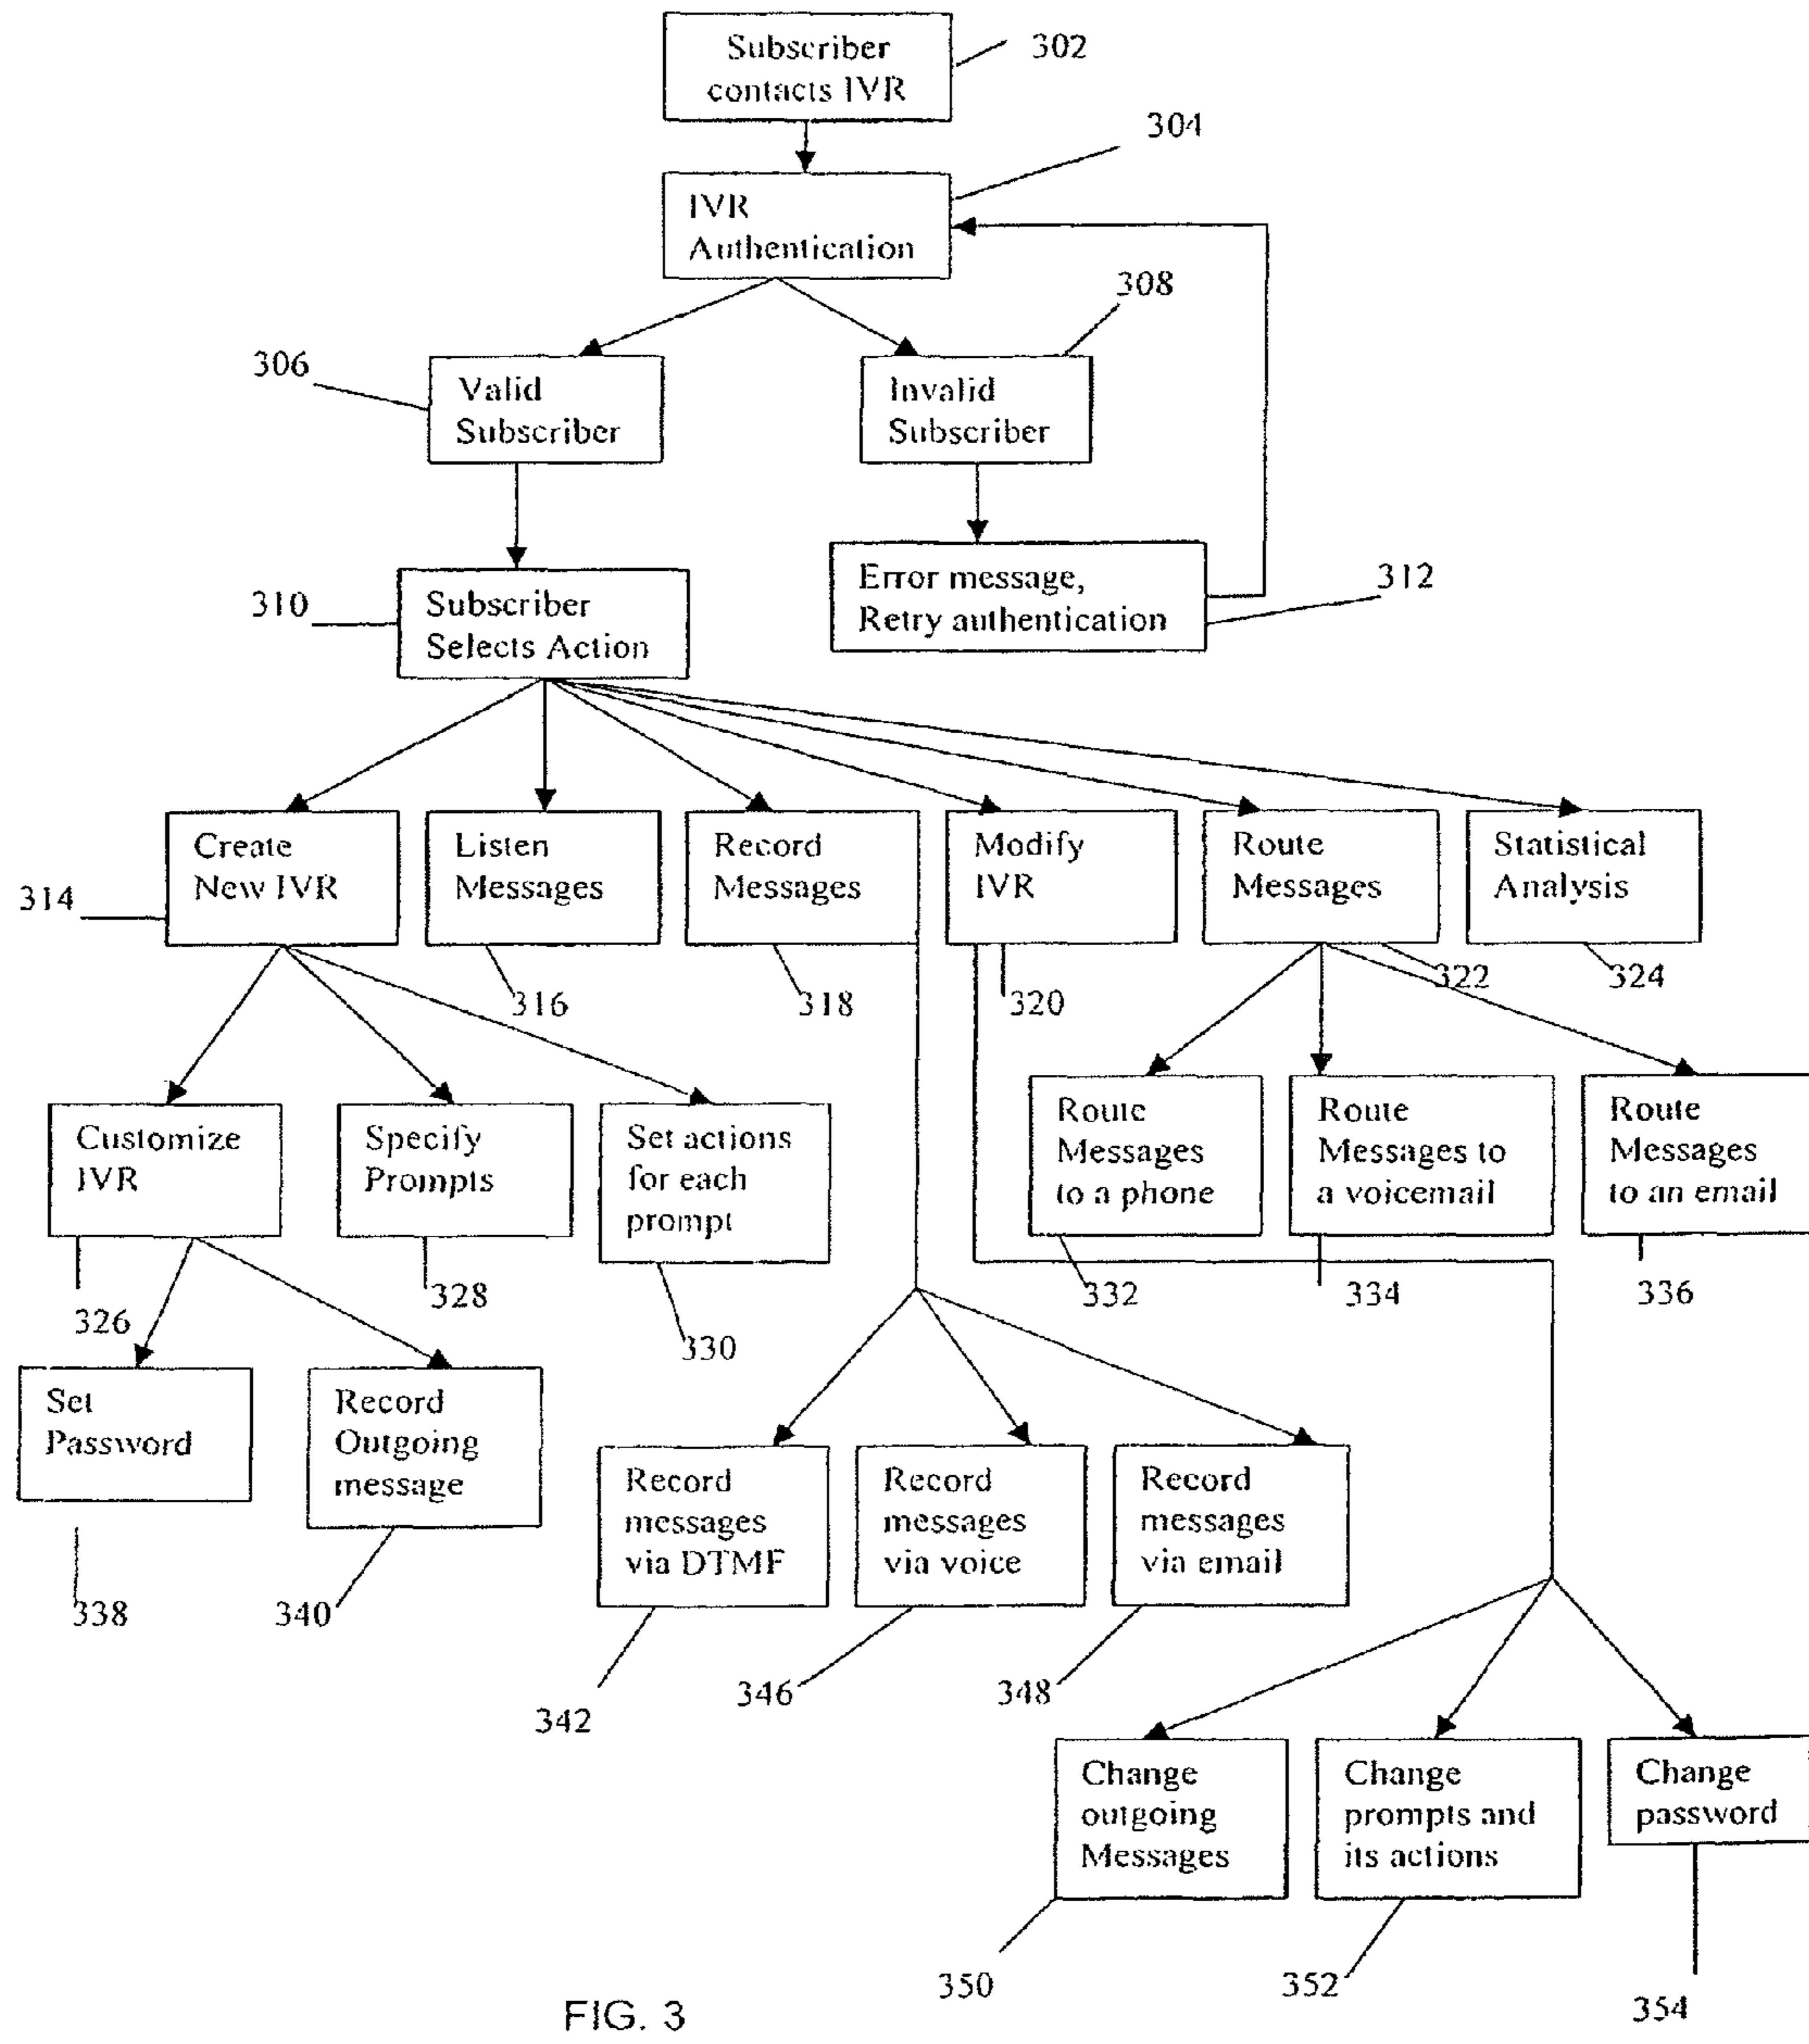 Subscriber
contacts IVR
302
304
IVR
Authentication
308
306
Valid
Subscriber
Invalid
Subscriber
310
Subscriber
Selects Action
Error message,
Retry authentication
312
Create
New IVR
Listen
Messages
Record
Messages
Modify
IVR
Route
Messages
Statistical
Analysis
314
316
318
320
322
324
Customize
IVR
Specify
Prompts
Set actions
for each
prompt
Route
Messages
to a phone
Route
Messages to
a voicemail
Route
Messages
to an email
326
328
330
332
334
336
Set
Password
Record
Outgoing
message
Record
messages
via DTMF
Record
messages
via voice
Record
messages
via email
338
340
342
346
348
Change
outgoing
Messages
Change
prompts and
its actions
Change
password
350
352
354
FIG. 3